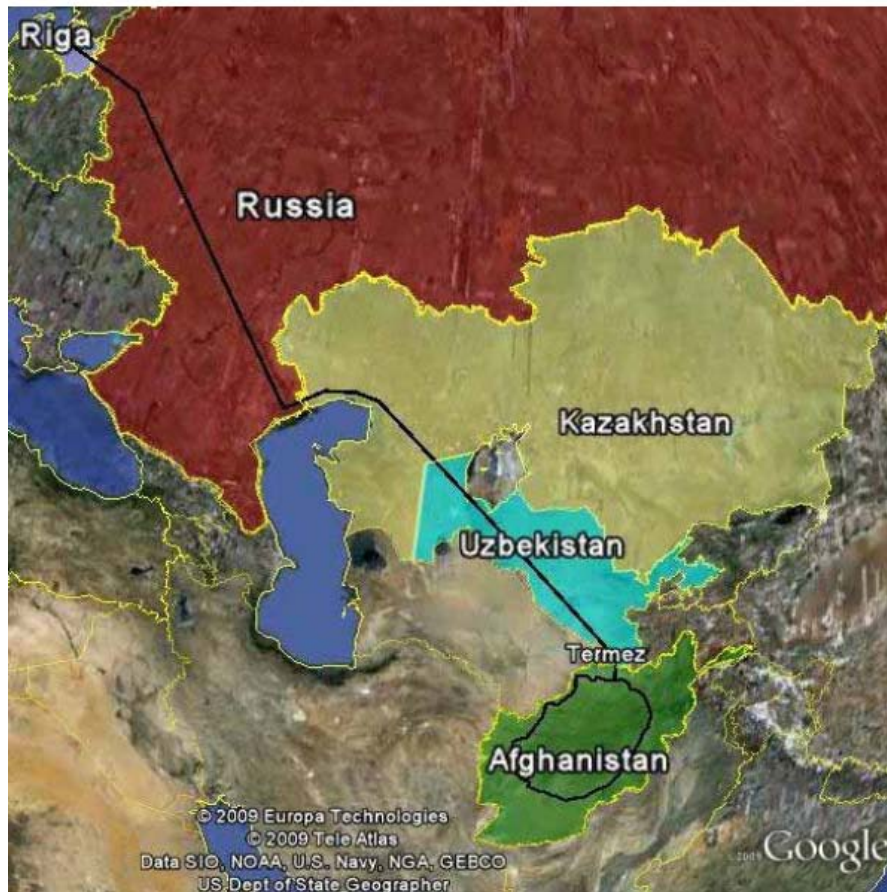 Riga
Russia
Kazakhstan
Uzbekistan
Termez
Afghanistan
© 2009 Europa Technologies
© 2009 Tele Atlas
Data SIO, NOAA, U.S. Navy, NGA, GEBCO
US Dept of State Geographer
2009 Google